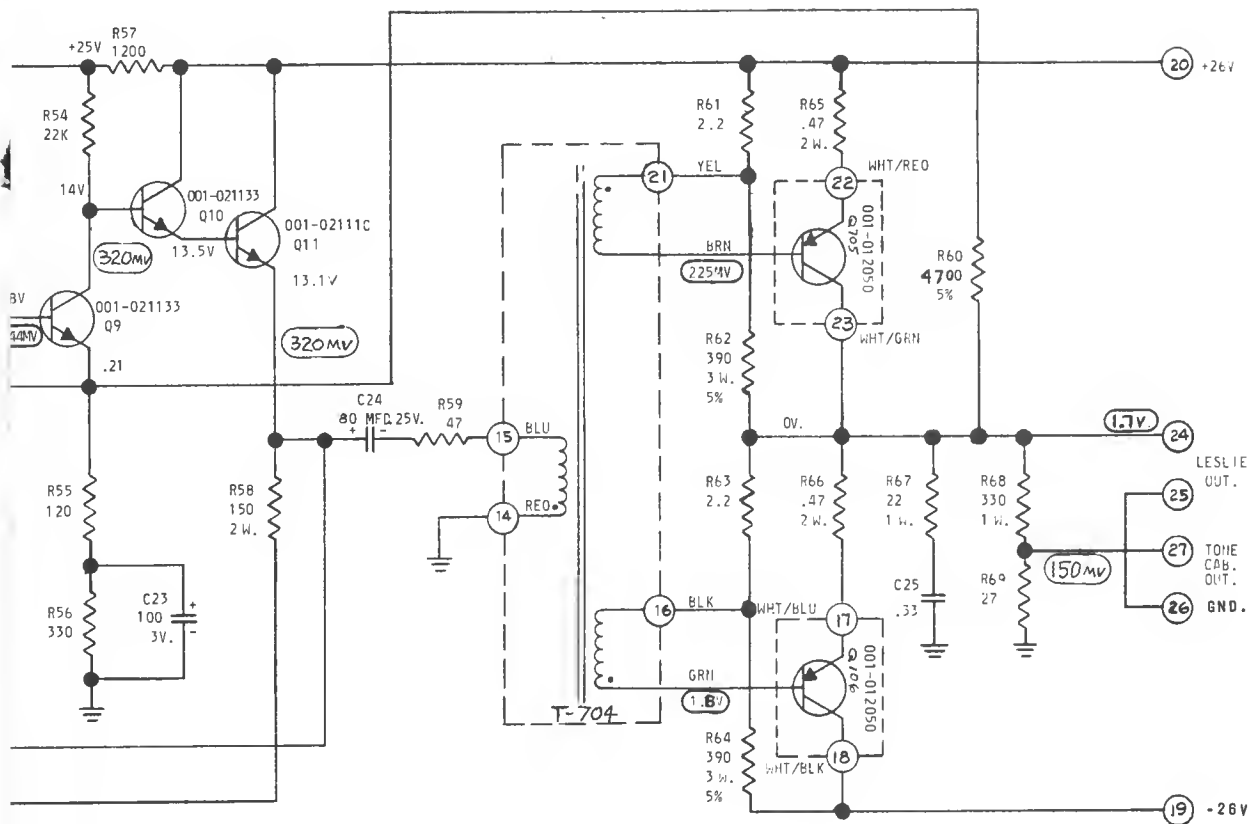 R57
1200
+25V
20
+26V
R54
22K
R61
2.2
R65
.47
2 W.
21
YEL
22
WHT/REO
14V
001-021133
Q10
001-02111C
Q11
001-012050
Q705
320MV
13.5V
BRN
225MV
R60
4700
5%
13.1V
8V
001-021133
Q9
44MV
.21
320MV
23
WHT/GRN
R62
390
3 W.
5%
C24
80 MFD.25V.
+ -
R59
47
15
BLU
0V.
1.7V.
24
LESLIE
OUT.
25
R55
120
R58
150
2 W.
REO
14
R63
2.2
R66
.47
2 W.
R67
22
1 W.
R68
330
1 W.
27
TONE
CAB.
OUT.
150MV
R56
330
C23
100
3V.
+
-
16
BLK
WHT/BLU
17
C25
.33
R69
27
26
GND.
001-012050
Q706
GRN
1.8V
T-704
R64
390
3 W.
5%
WHT/BLK
18
19
-26V